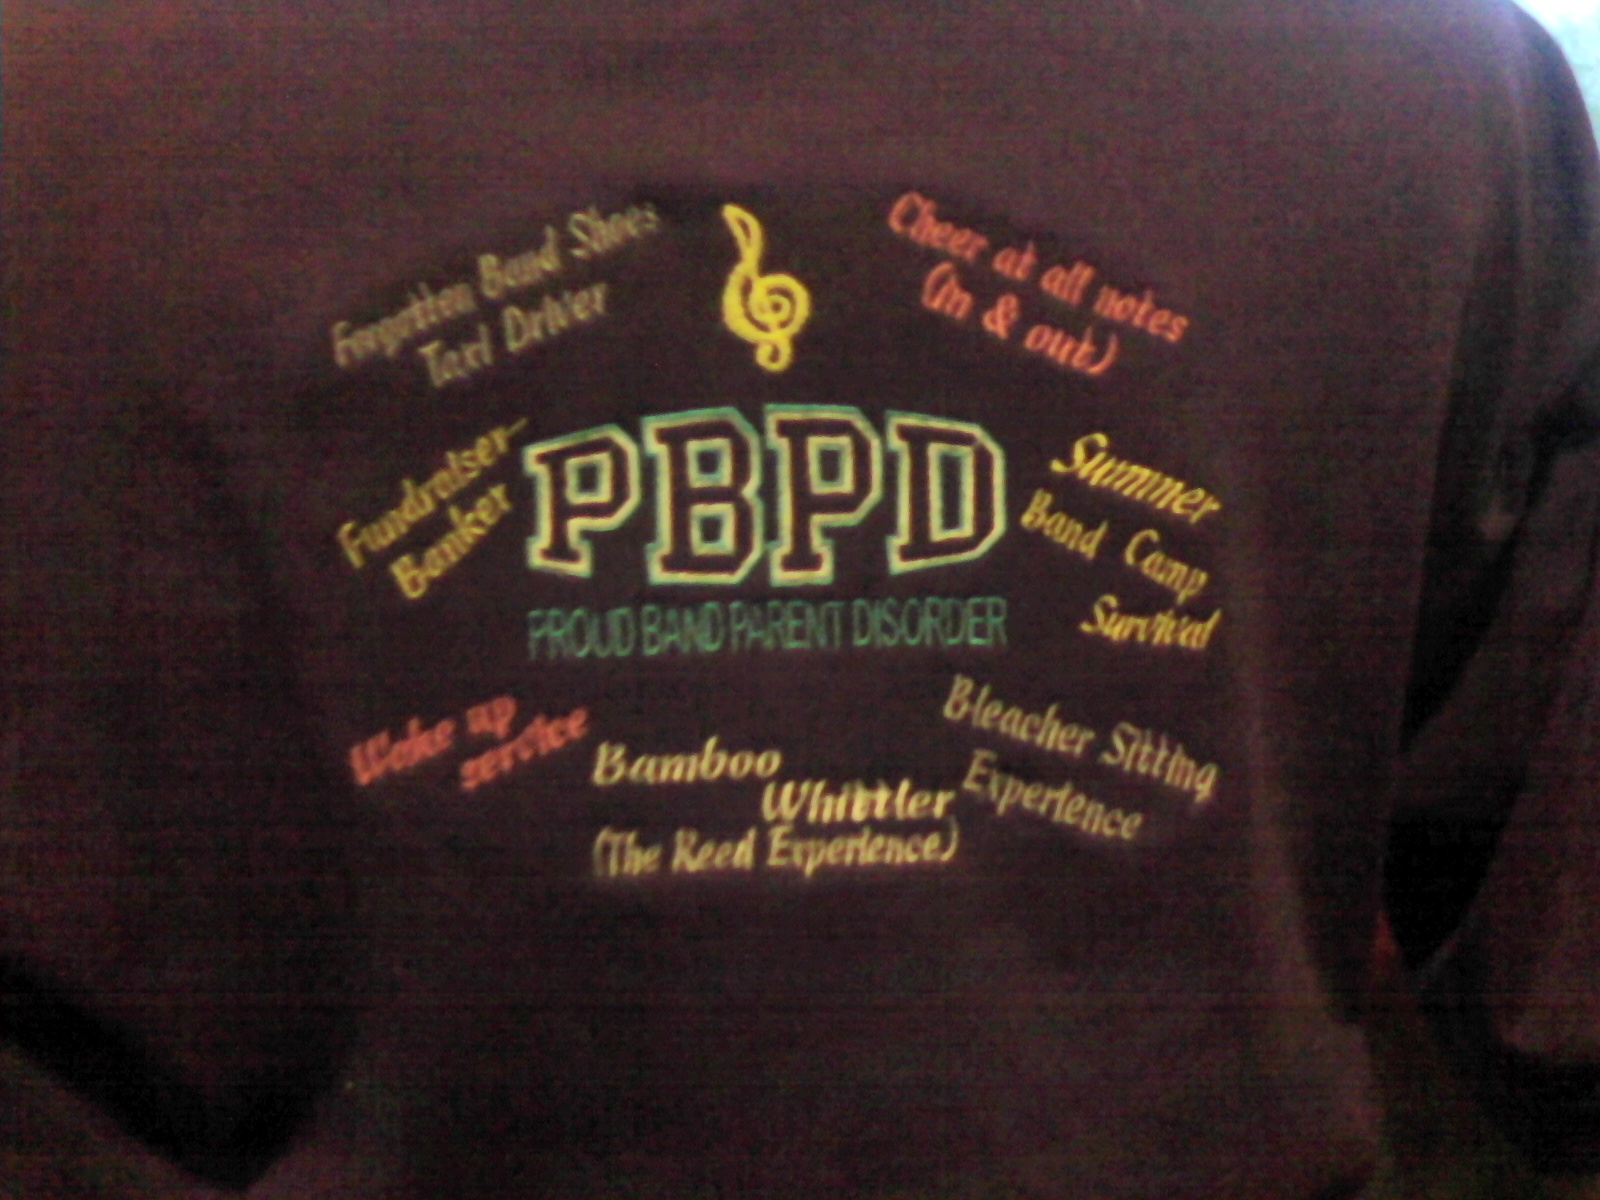 Forgotten Band Shoes
Taxi Driver
Cheer at all notes
(in & out)
Fundraiser-
Banker
PBPD
PROUD BAND PARENT DISORDER
Summer
Band Camp
Survival
Wake up
service
Bamboo
Whittler
(The Reed Experience)
Bleacher Sitting
Experience